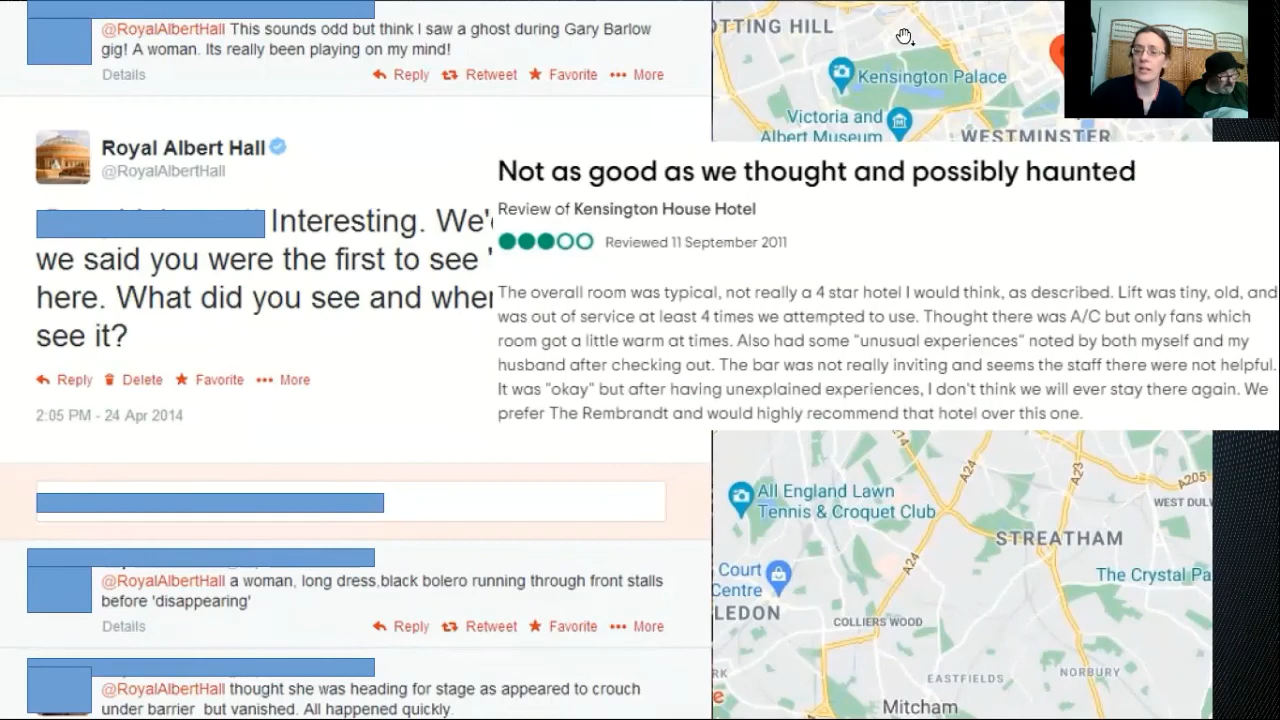 @RoyalAlbertHall This sounds odd but think I saw a ghost during Gary Barlow
gig! A woman. Its really been playing on my mind!
Details
Reply Retweet Favorite More
Royal Albert Hall
@RoyalAlbertHall
Interesting. We'
we said you were the first to see '
here. What did you see and
see it?
Reply Delete Favorite More
2:05 PM - 24 Apr 2014
@RoyalAlbertHall a woman, long dress,black bolero running through front stalls
before 'disappearing'
Details
Reply Retweet Favorite More
@RoyalAlbertHall thought she was heading for stage as appeared to crouch
under barrier but vanished. All happened quickly.
OTTING HILL
Kensington Palace
Victoria and
Albert Museum
WESTMINSTER
Not as good as we thought and possibly haunted
Review of Kensington House Hotel
Reviewed 11 September 2011
The overall room was typical, not really a 4 star hotel I would think, as described. Lift was tiny, old, and
was out of service at least 4 times we attempted to use. Thought there was A/C but only fans which
room got a little warm at times. Also had some "unusual experiences" noted by both myself and my
husband after checking out. The bar was not really inviting and seems the staff there were not helpful.
It was "okay" but after having unexplained experiences, I don't think we will ever stay there again. We
prefer The Rembrandt and would highly recommend that hotel over this one.
A24
A23
A205
All England Lawn
Tennis & Croquet Club
WEST DUL
STREATHAM
A24
Court
Centre
The Crystal Pa
LEDON
COLLIERS WOOD
RK
EASTFIELDS
NORBURY
e
Mitcham